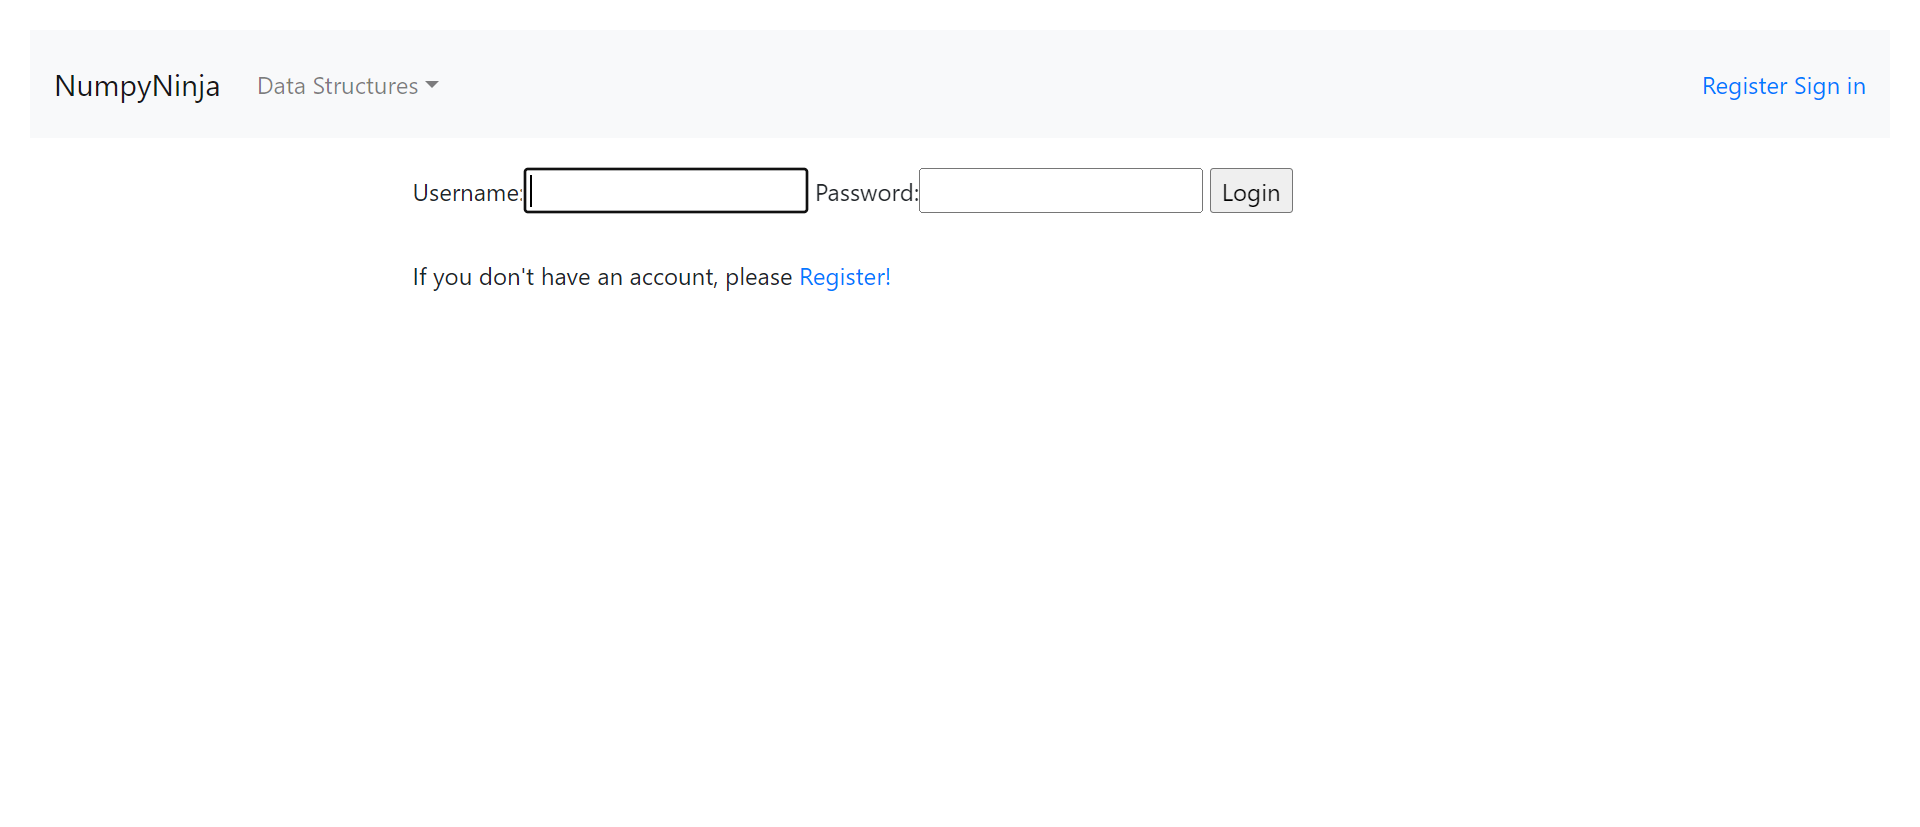 NumpyNinja Data Structures Register Sign in
Username: Password: Login
If you don't have an account, please Register!